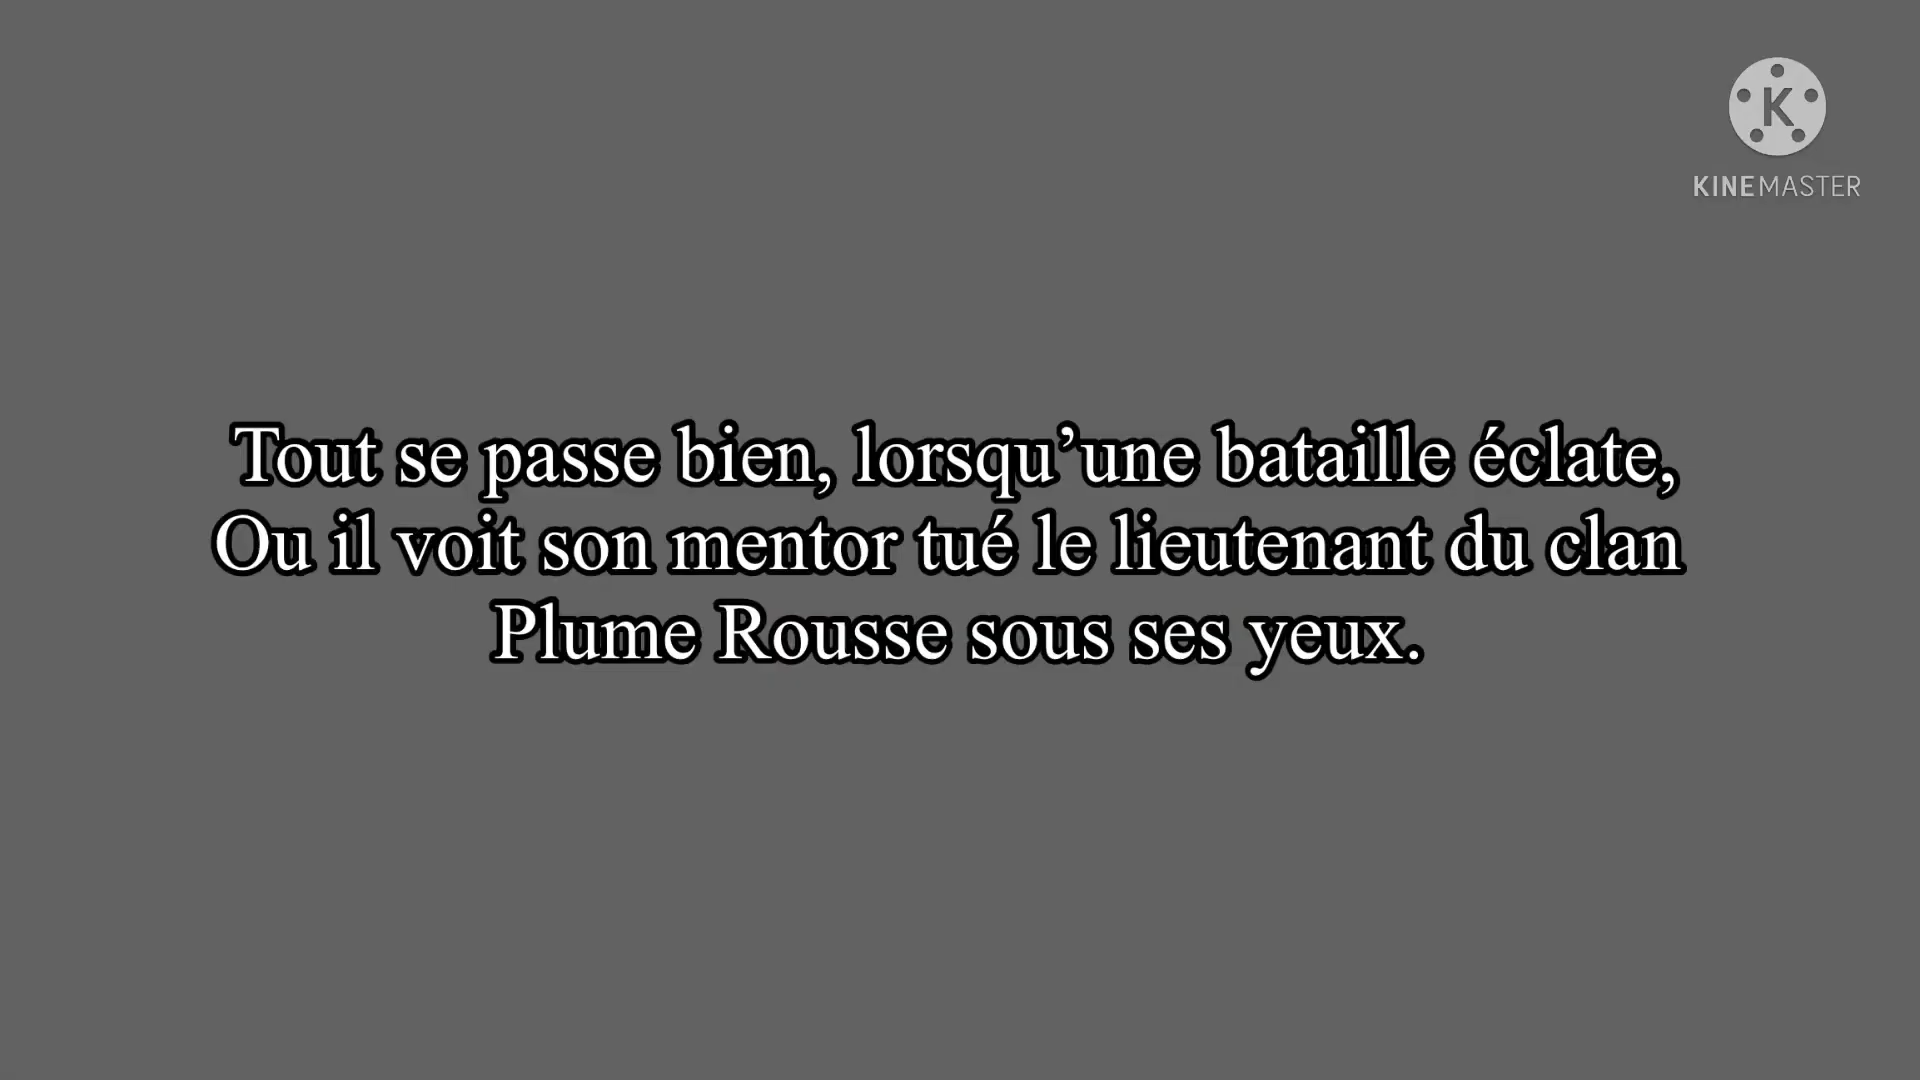 K
KINEMASTER
Tout se passe bien, lorsqu’une bataille éclate,
Ou il voit son mentor tué le lieutenant du clan
Plume Rousse sous ses yeux.